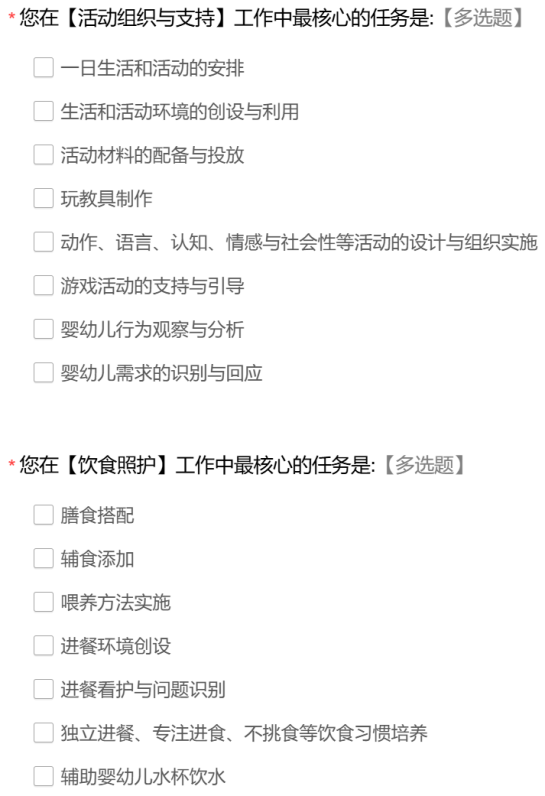 *您在【活动组织与支持】工作中最核心的任务是:【多选题】
一日生活和活动的安排
生活和活动环境的创设与利用
活动材料的配备与投放
玩教具制作
动作、语言、认知、情感与社会性等活动的设计与组织实施
游戏活动的支持与引导
婴幼儿行为观察与分析
婴幼儿需求的识别与回应
*您在【饮食照护】工作中最核心的任务是:【多选题】
膳食搭配
辅食添加
喂养方法实施
进餐环境创设
进餐看护与问题识别
独立进餐、专注进食、不挑食等饮食习惯培养
辅助婴幼儿水杯饮水